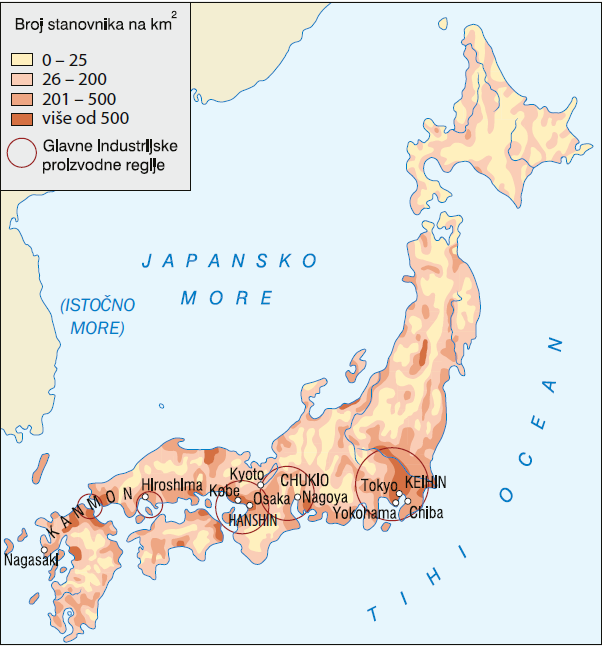 Broj stanovnika na km²
0 – 25
26 – 200
201 – 500
više od 500
Glavne Industrijske
proizvodne regije
JAPANSKO
MORE
(ISTOČNO
MORE)
TIHI OCEAN
KANMON
Hiroshima
Kyoto
Kobe
Osaka
HANSHIN
CHUKIO
Nagoya
Tokyo
KEIHIN
Yokohama
Chiba
Nagasaki